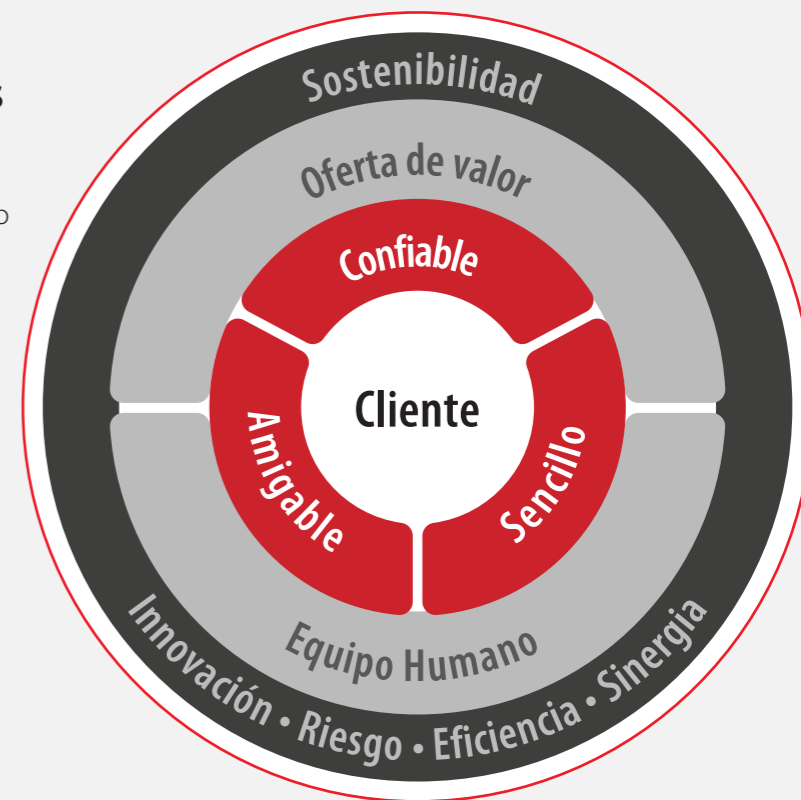 Sostenibilidad
Oferta de valor
Confiable
Cliente
Amigable
Sencillo
Equipo Humano
Innovación • Riesgo • Eficiencia • Sinergia